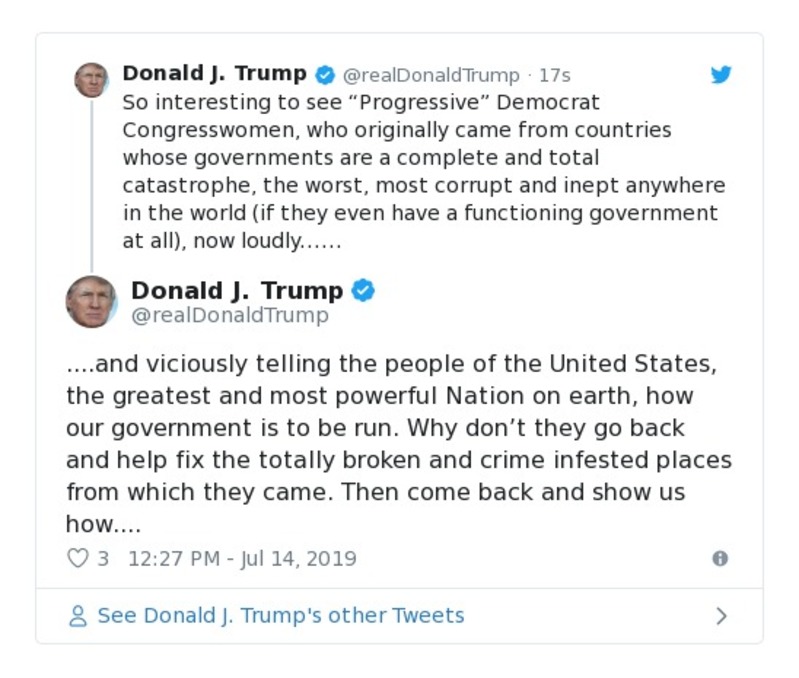 Donald J. Trump @realDonaldTrump · 17s
So interesting to see “Progressive” Democrat
Congresswomen, who originally came from countries
whose governments are a complete and total
catastrophe, the worst, most corrupt and inept anywhere
in the world (if they even have a functioning government
at all), now loudly......
Donald J. Trump
@realDonaldTrump
....and viciously telling the people of the United States,
the greatest and most powerful Nation on earth, how
our government is to be run. Why don’t they go back
and help fix the totally broken and crime infested places
from which they came. Then come back and show us
how....
3 12:27 PM - Jul 14, 2019
See Donald J. Trump's other Tweets